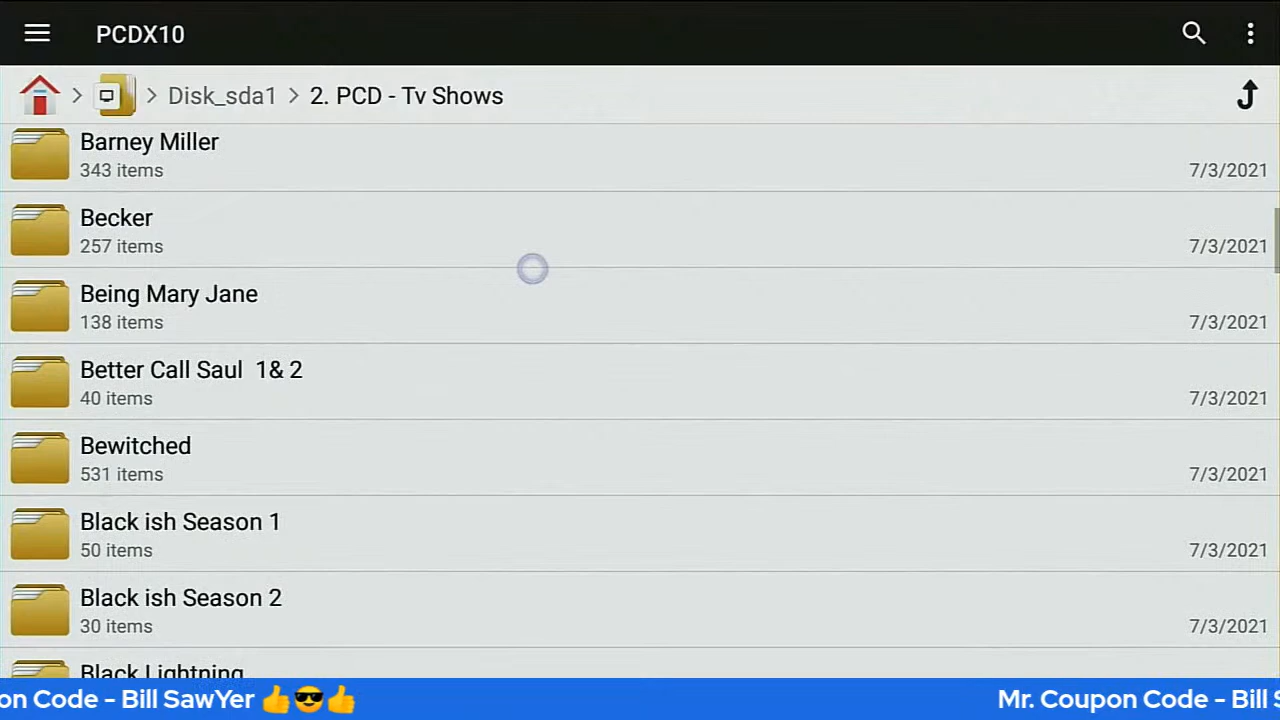 PCDX10
Disk_sda1 2. PCD - Tv Shows
Barney Miller
343 items 7/3/2021
Becker
257 items 7/3/2021
Being Mary Jane
138 items 7/3/2021
Better Call Saul  1& 2
40 items 7/3/2021
Bewitched
531 items 7/3/2021
Black ish Season 1
50 items 7/3/2021
Black ish Season 2
30 items 7/3/2021
Black Lightning
on Code - Bill SawYer 👍😎👍 Mr. Coupon Code - Bill S